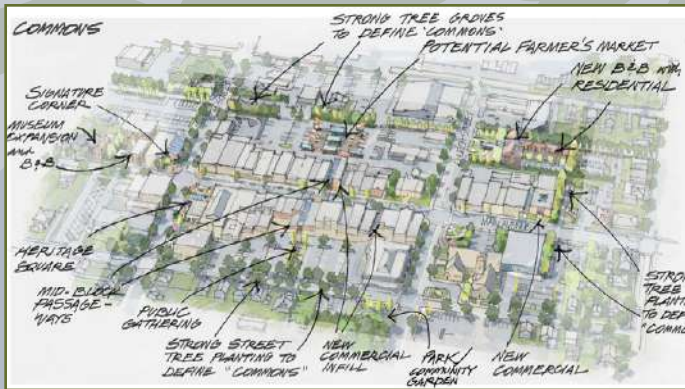 COMMONS
STRONG TREE GROVES
TO DEFINE 'COMMONS'
POTENTIAL FARMER'S MARKET
NEW B&B with
RESIDENTIAL
SIGNATURE
CORNER
MUSEUM
EXPANSION
and
B&B
HERITAGE
SQUARE
MID-BLOCK
PASSAGE-
WAYS
PUBLIC
GATHERING
STRONG STREET
TREE PLANTING TO
DEFINE "COMMONS"
NEW
COMMERCIAL
INFILL
PARK/
COMMUNITY
GARDEN
NEW
COMMERCIAL
STRO
TREE
PLANT
TO DEF
"COMM